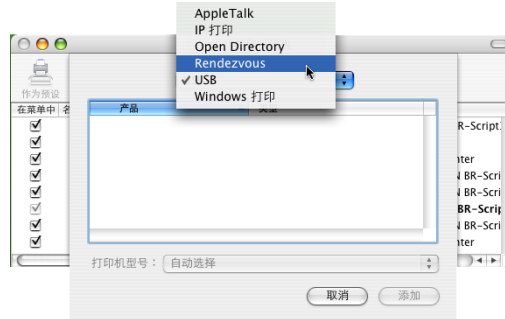 AppleTalk
IP 打印
Open Directory
Rendezvous
✓ USB
Windows 打印
作为预设
在菜单中 名
产品
R-Script
nter
N BR-Scri
N BR-Scri
BR-Scrip
N BR-Scri
nter
打印机型号： 自动选择
取消 添加